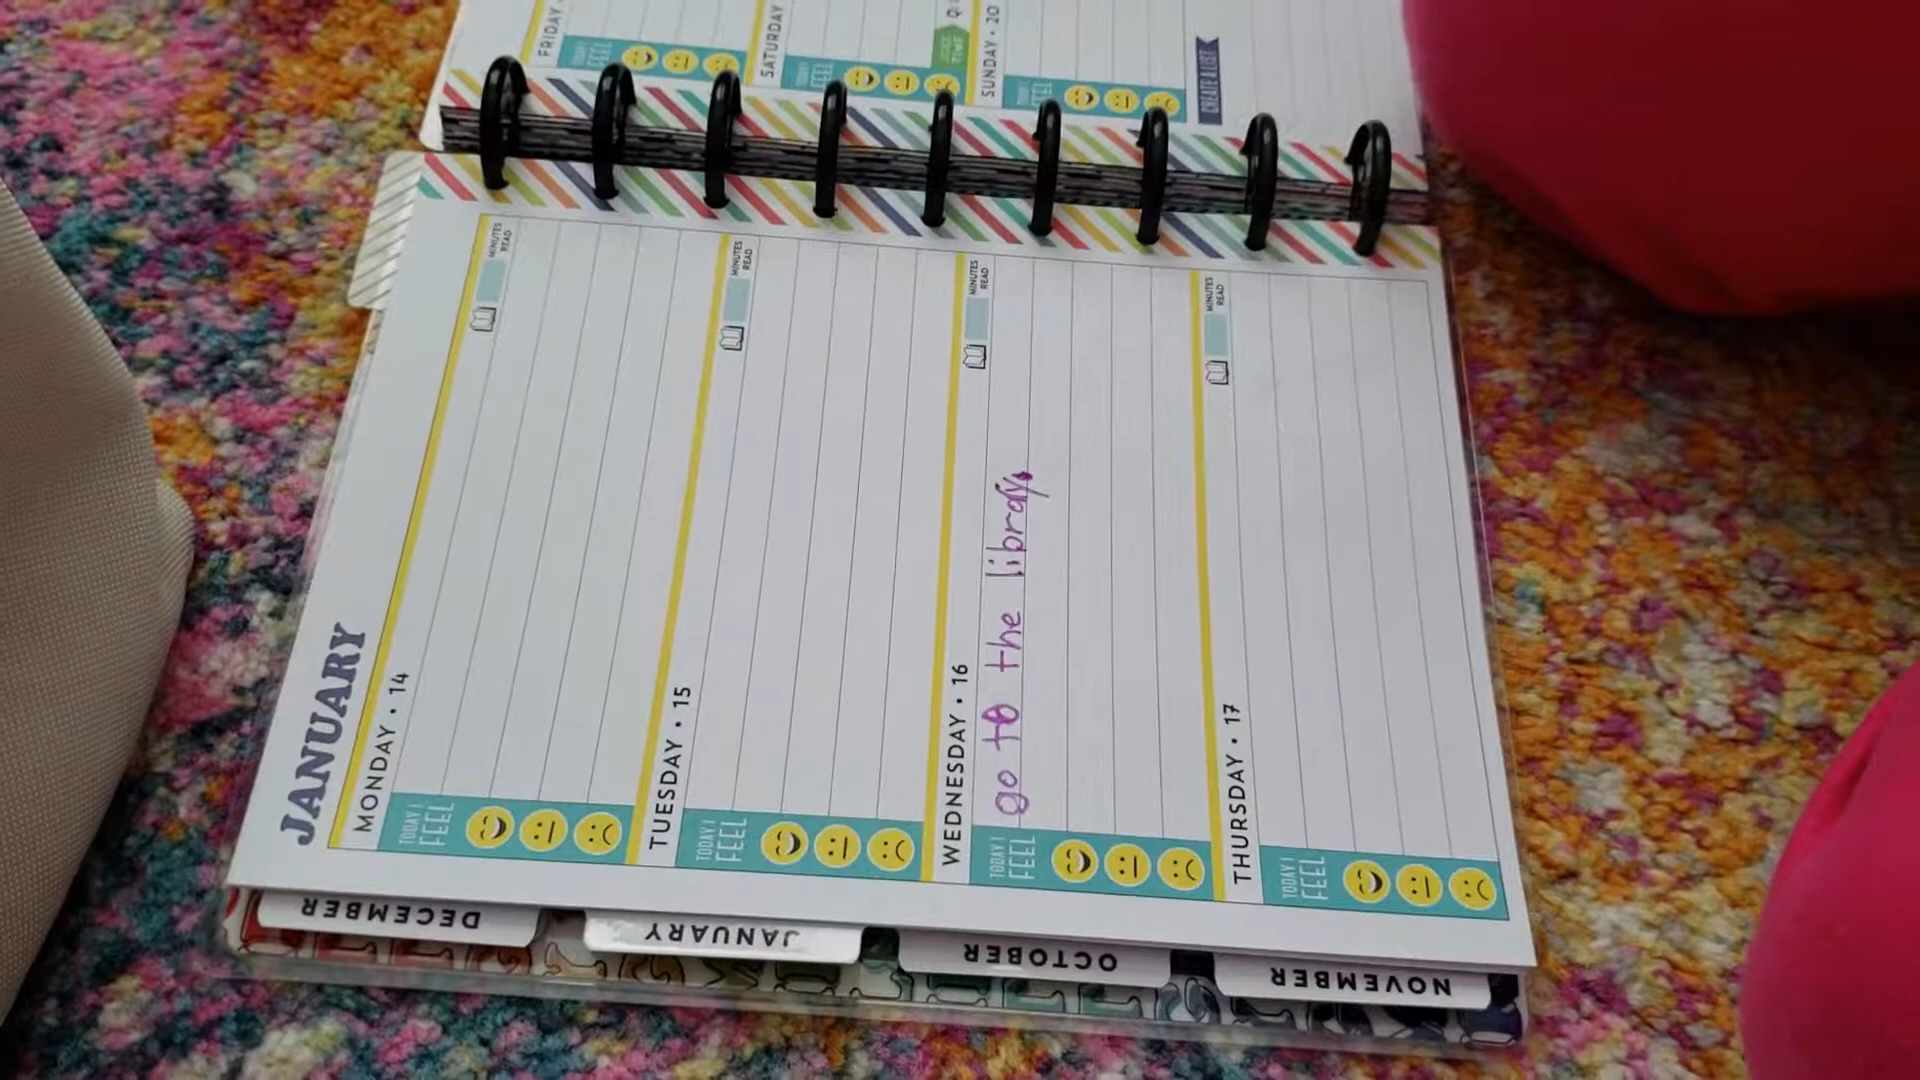 FRIDAY
TODAY I
FEEL
SATURDAY
TODAY I
FEEL
SUNDAY • 20
TODAY I
FEEL
CREATE A LIST
JANUARY
MONDAY • 14
MINUTES
READ
TODAY I
FEEL
TUESDAY • 15
MINUTES
READ
TODAY I
FEEL
WEDNESDAY • 16
MINUTES
READ
go to the library.
TODAY I
FEEL
THURSDAY • 17
MINUTES
READ
TODAY I
FEEL
DECEMBER
JANUARY
OCTOBER
NOVEMBER